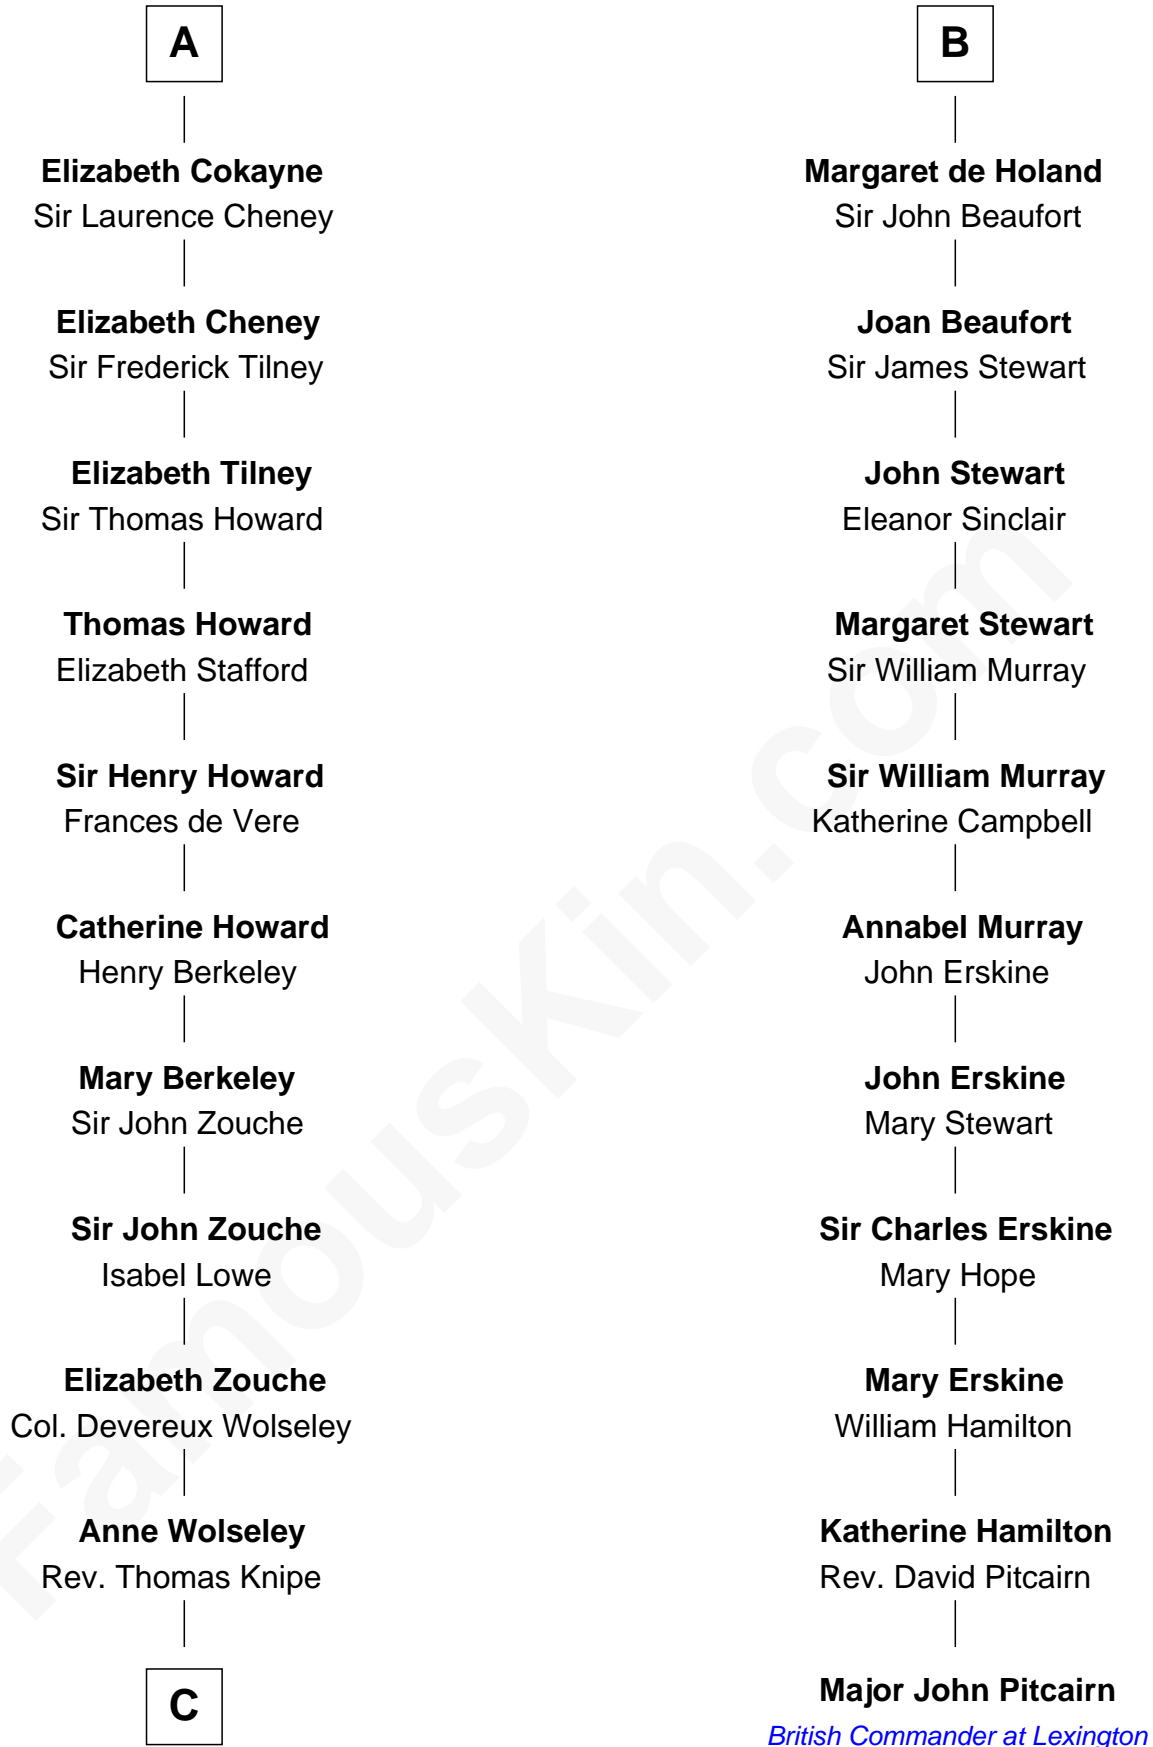 A
Elizabeth Cokayne
Sir Laurence Cheney
Elizabeth Cheney
Sir Frederick Tilney
Elizabeth Tilney
Sir Thomas Howard
Thomas Howard
Elizabeth Stafford
Sir Henry Howard
Frances de Vere
Catherine Howard
Henry Berkeley
Mary Berkeley
Sir John Zouche
Sir John Zouche
Isabel Lowe
Elizabeth Zouche
Col. Devereux Wolseley
Anne Wolseley
Rev. Thomas Knipe
C
B
Margaret de Holand
Sir John Beaufort
Joan Beaufort
Sir James Stewart
John Stewart
Eleanor Sinclair
Margaret Stewart
Sir William Murray
Sir William Murray
Katherine Campbell
Annabel Murray
John Erskine
John Erskine
Mary Stewart
Sir Charles Erskine
Mary Hope
Mary Erskine
William Hamilton
Katherine Hamilton
Rev. David Pitcairn
Major John Pitcairn
British Commander at Lexington
FamousKin.com